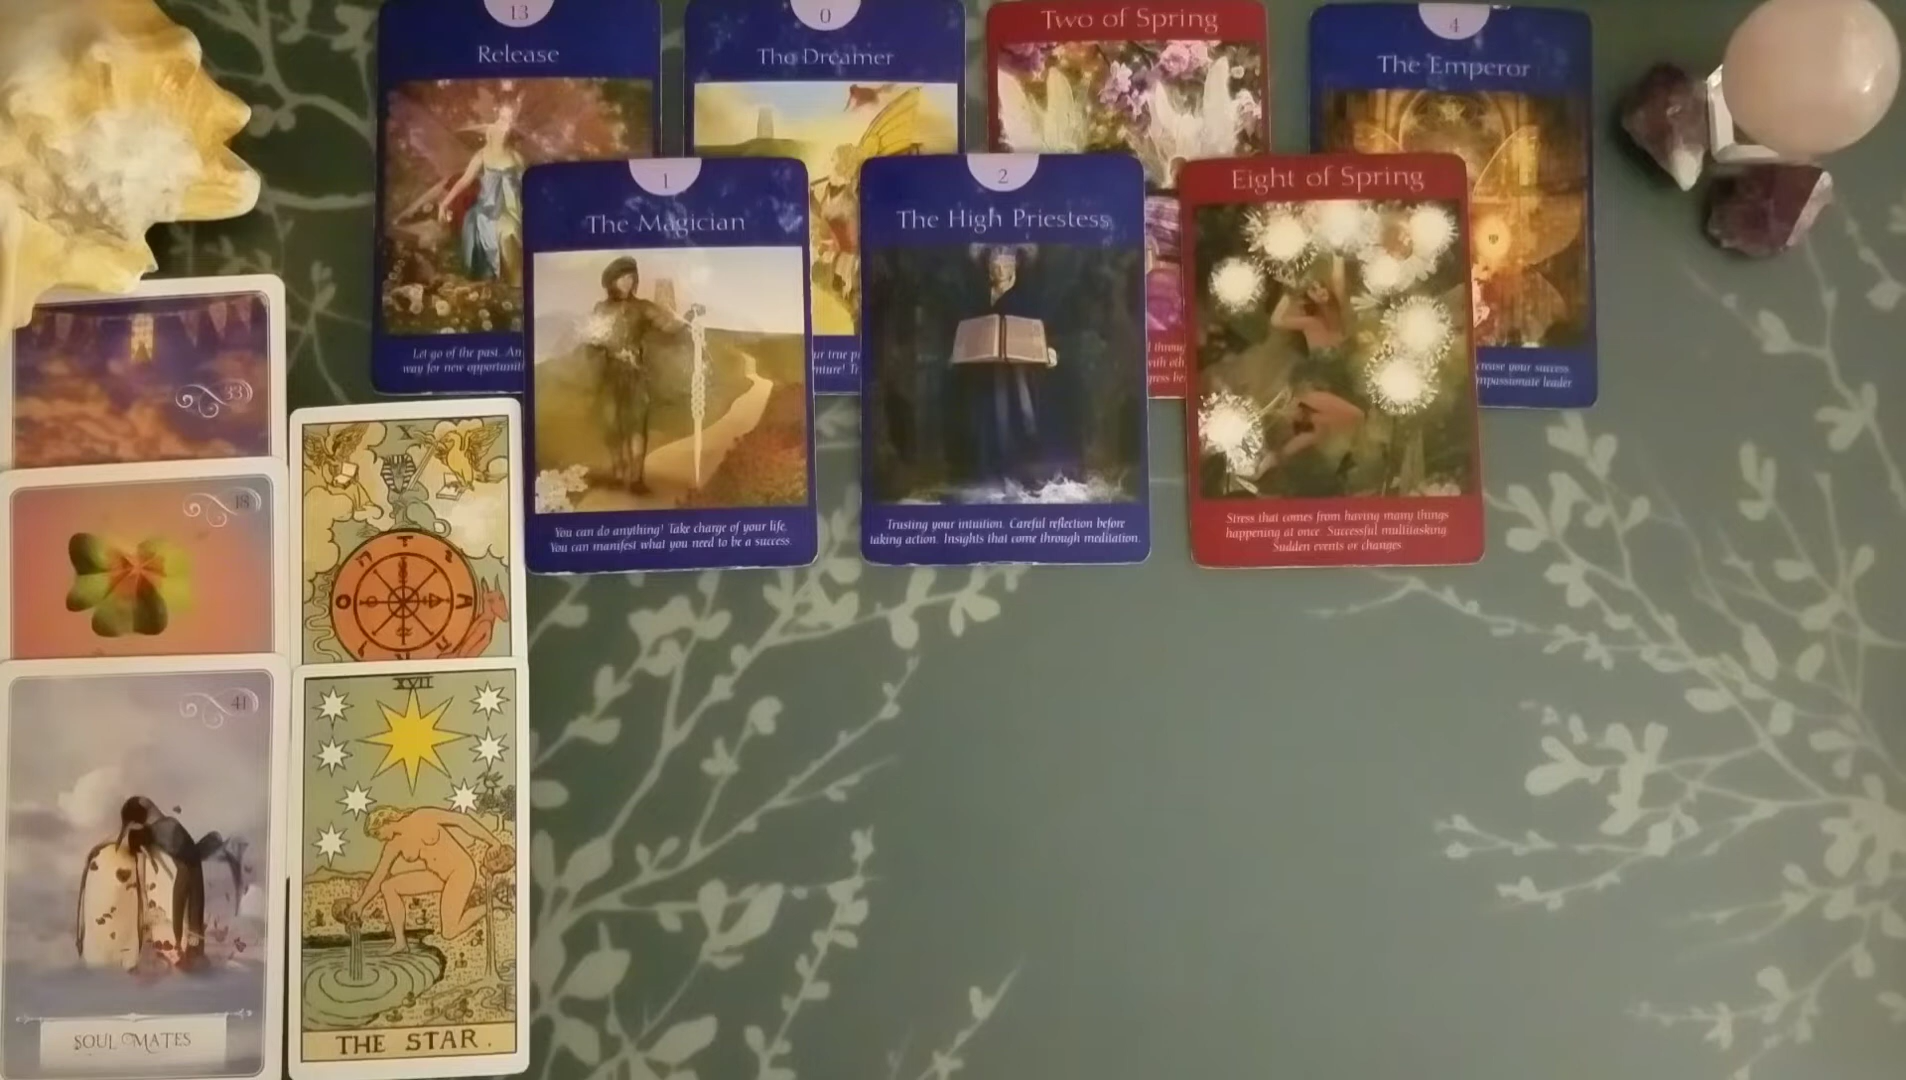 13
Release
Let go of the past. An
way for new opportuniti
0
The Dreamer
ur true p
nture! Tr
Two of Spring
l throu
with oth
gress be
4
The Emperor
crease your success.
mpassionate leader
1
The Magician
You can do anything! Take charge of your life.
You can manifest what you need to be a success.
2
The High Priestess
Trusting your intuition. Careful reflection before
taking action. Insights that come through meditation.
Eight of Spring
Stress that comes from having many things
happening at once. Successful multitasking
Sudden events or changes
33
18
41
SOUL MATES
X
T A R O
XVII
THE STAR.